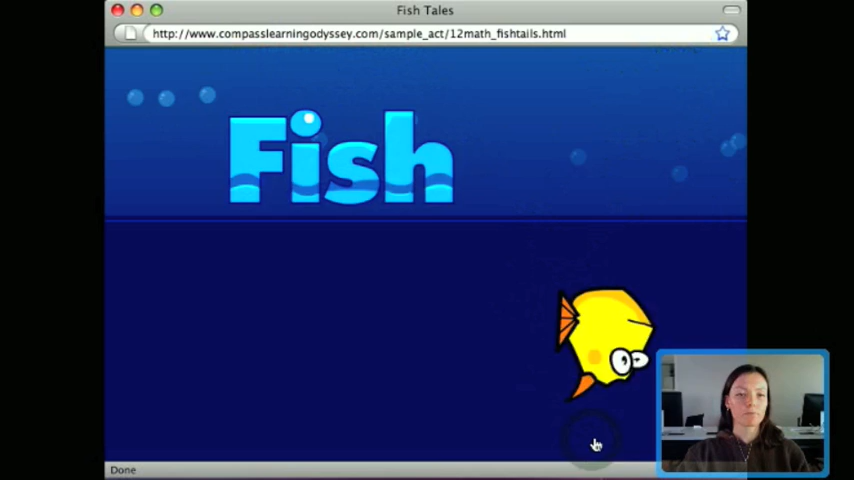 Fish Tales
http://www.compasslearningodyssey.com/sample_act/12math_fishtails.html
Fish
Done